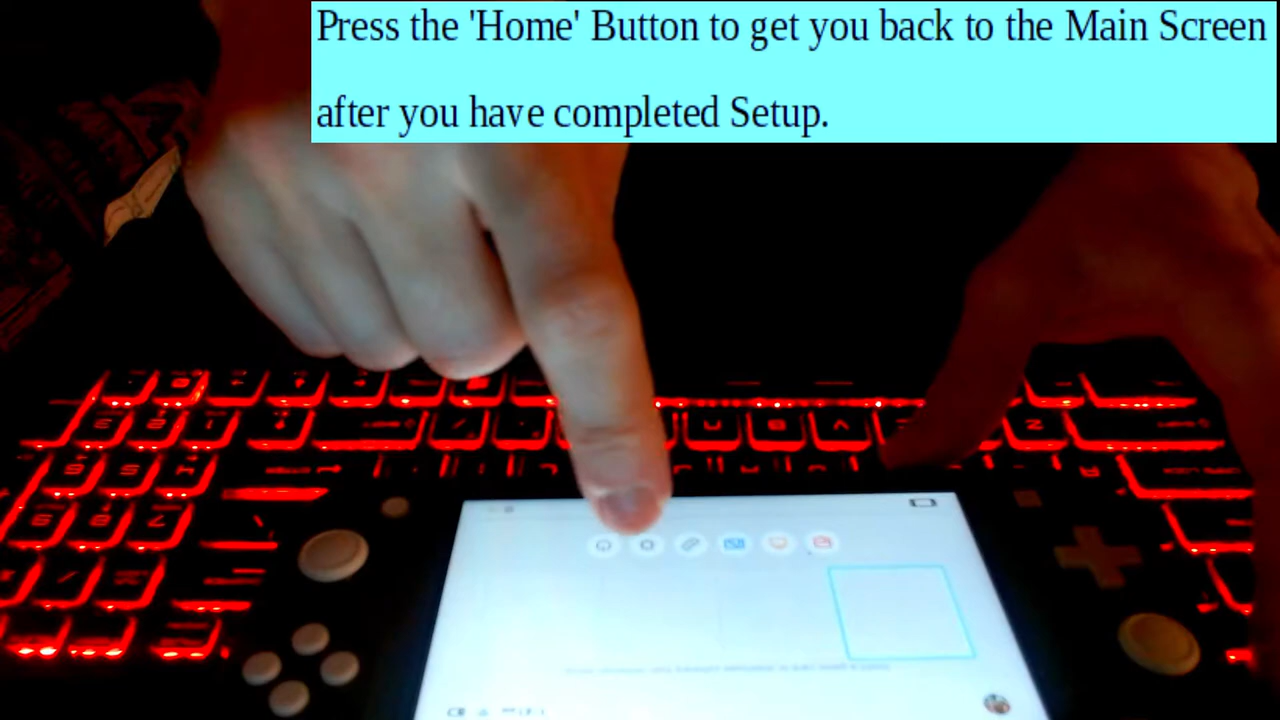 Press the 'Home' Button to get you back to the Main Screen
after you have completed Setup.